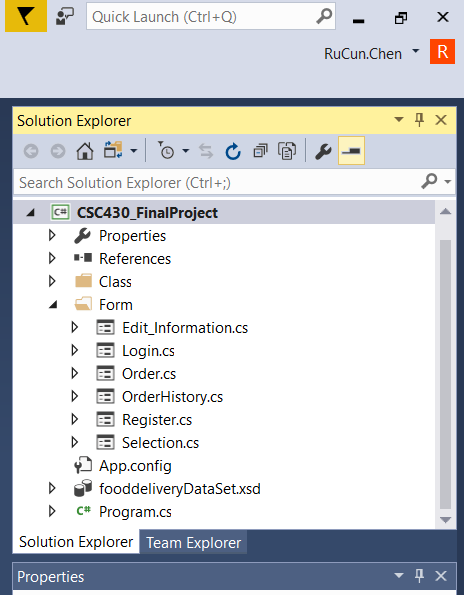 Quick Launch (Ctrl+Q)
RuCun.Chen
R
Solution Explorer
Search Solution Explorer (Ctrl+;)
C# CSC430_FinalProject
Properties
References
Class
Form
Edit_Information.cs
Login.cs
Order.cs
OrderHistory.cs
Register.cs
Selection.cs
App.config
fooddeliveryDataSet.xsd
C# Program.cs
Solution Explorer Team Explorer
Properties